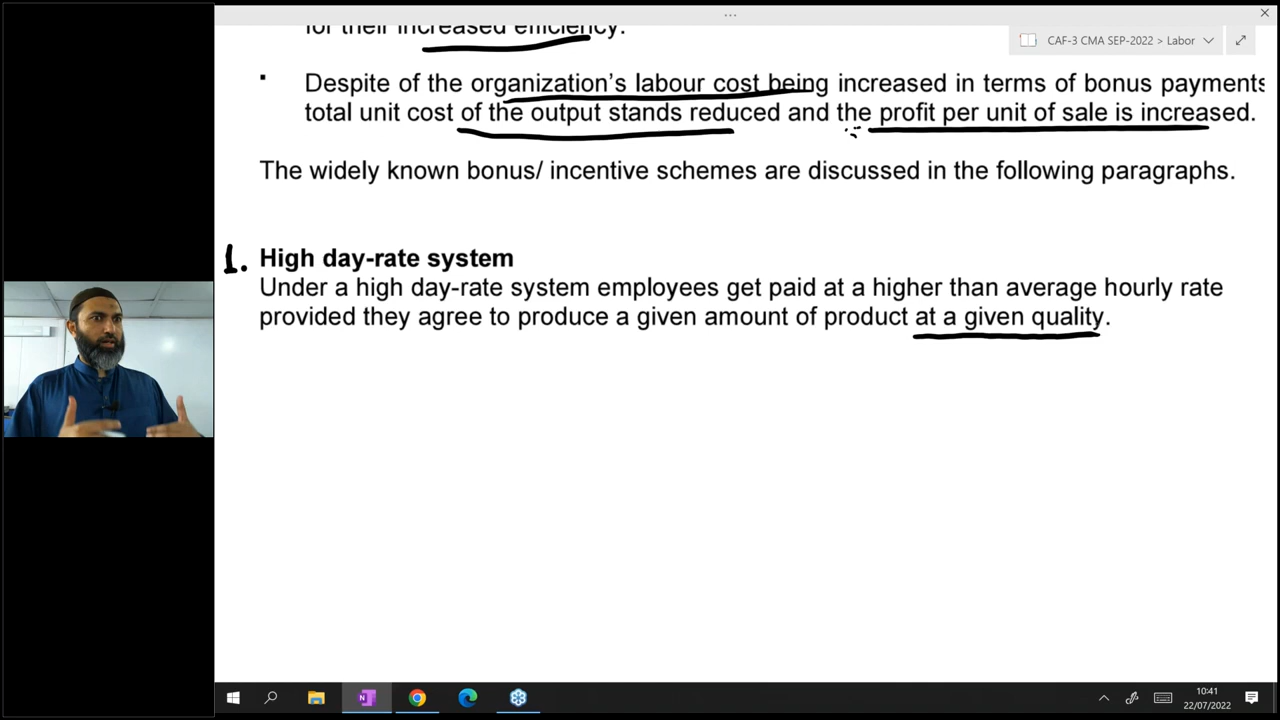 for their increased efficiency.
CAF-3 CMA SEP-2022 > Labor
▪ Despite of the organization's labour cost being increased in terms of bonus payments
total unit cost of the output stands reduced and the profit per unit of sale is increased.
The widely known bonus/ incentive schemes are discussed in the following paragraphs.
1. High day-rate system
Under a high day-rate system employees get paid at a higher than average hourly rate
provided they agree to produce a given amount of product at a given quality.
10:41
22/07/2022